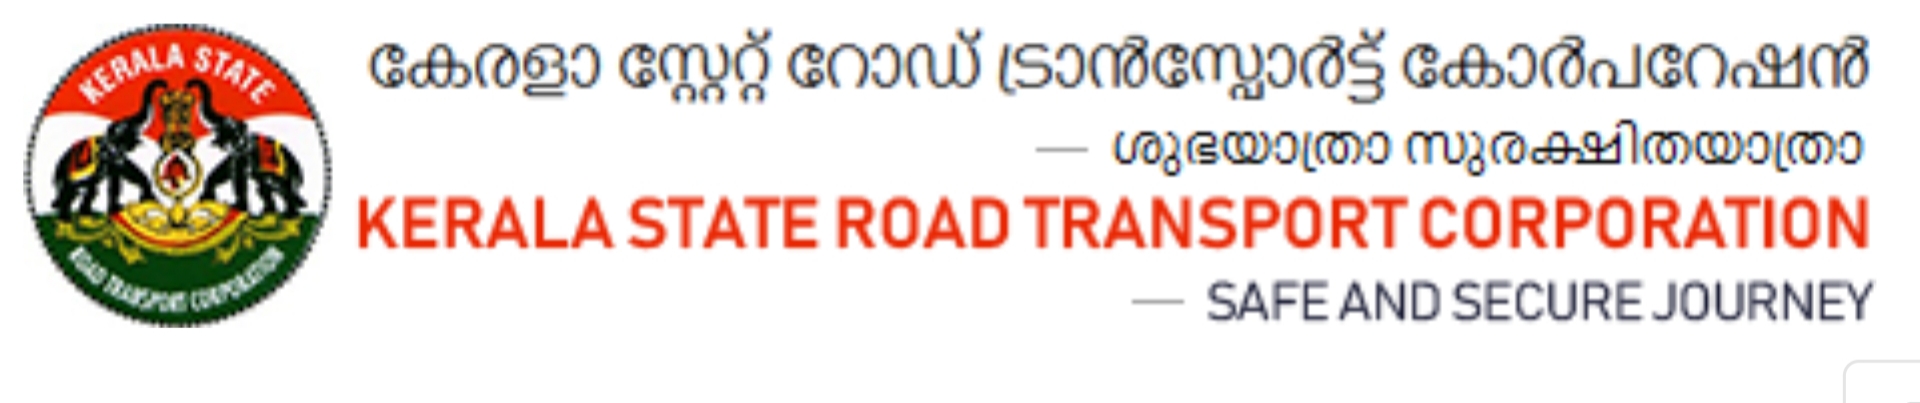 KERALA STATE
ROAD TRANSPORT CORPORATION
കേരളാ സ്റ്റേറ്റ് റോഡ് ട്രാൻസ്പോർട്ട് കോർപറേഷൻ
— ശുഭയാത്രാ സുരക്ഷിതയാത്രാ
KERALA STATE ROAD TRANSPORT CORPORATION
— SAFE AND SECURE JOURNEY